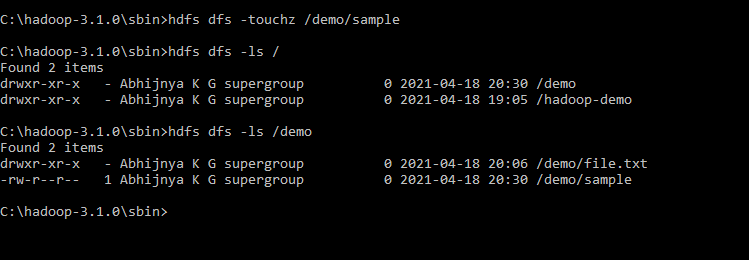 C:\hadoop-3.1.0\sbin>hdfs dfs -touchz /demo/sample
C:\hadoop-3.1.0\sbin>hdfs dfs -ls /
Found 2 items
drwxr-xr-x   - Abhijnya K G supergroup          0 2021-04-18 20:30 /demo
drwxr-xr-x   - Abhijnya K G supergroup          0 2021-04-18 19:05 /hadoop-demo
C:\hadoop-3.1.0\sbin>hdfs dfs -ls /demo
Found 2 items
drwxr-xr-x   - Abhijnya K G supergroup          0 2021-04-18 20:06 /demo/file.txt
-rw-r--r--   1 Abhijnya K G supergroup          0 2021-04-18 20:30 /demo/sample
C:\hadoop-3.1.0\sbin>